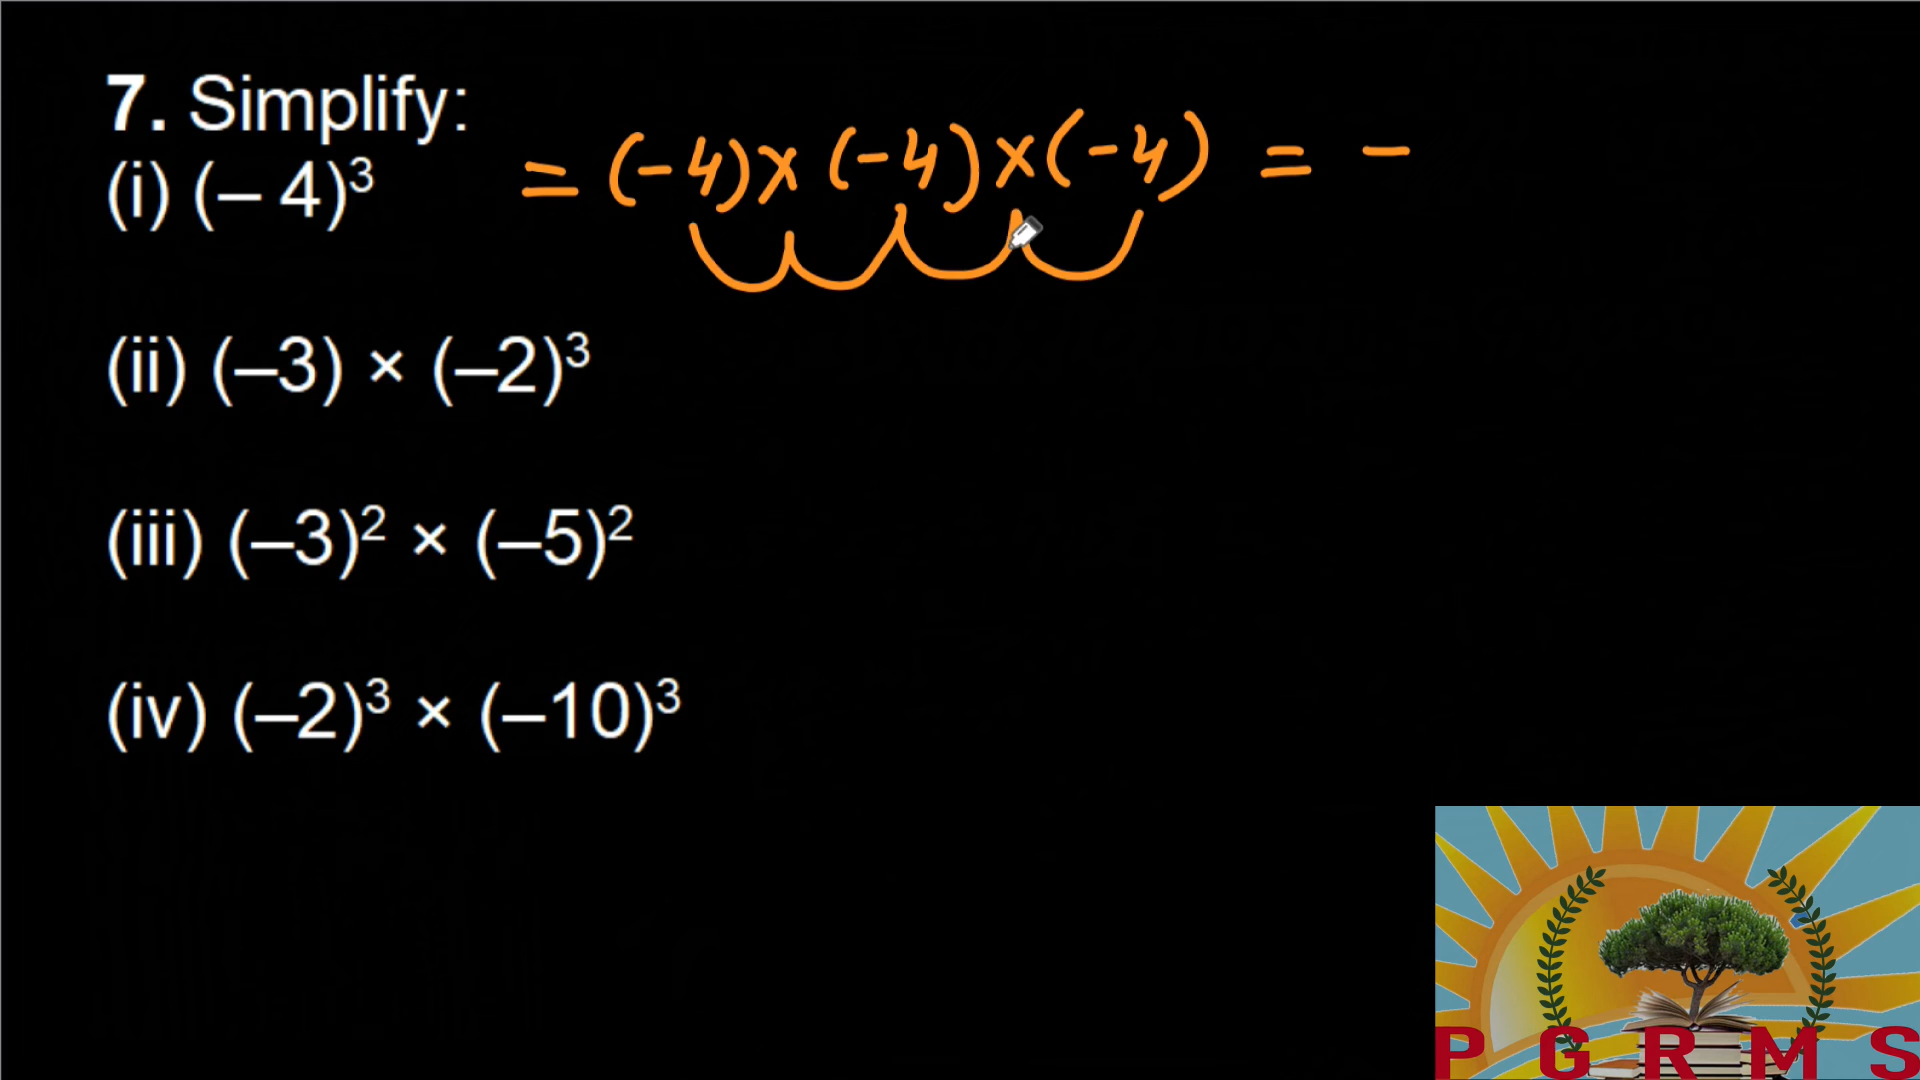 7. Simplify:
(i) (– 4)³ = (-4) × (-4) × (-4) = -
(ii) (–3) × (–2)³
(iii) (–3)² × (–5)²
(iv) (–2)³ × (–10)³
P G R M S